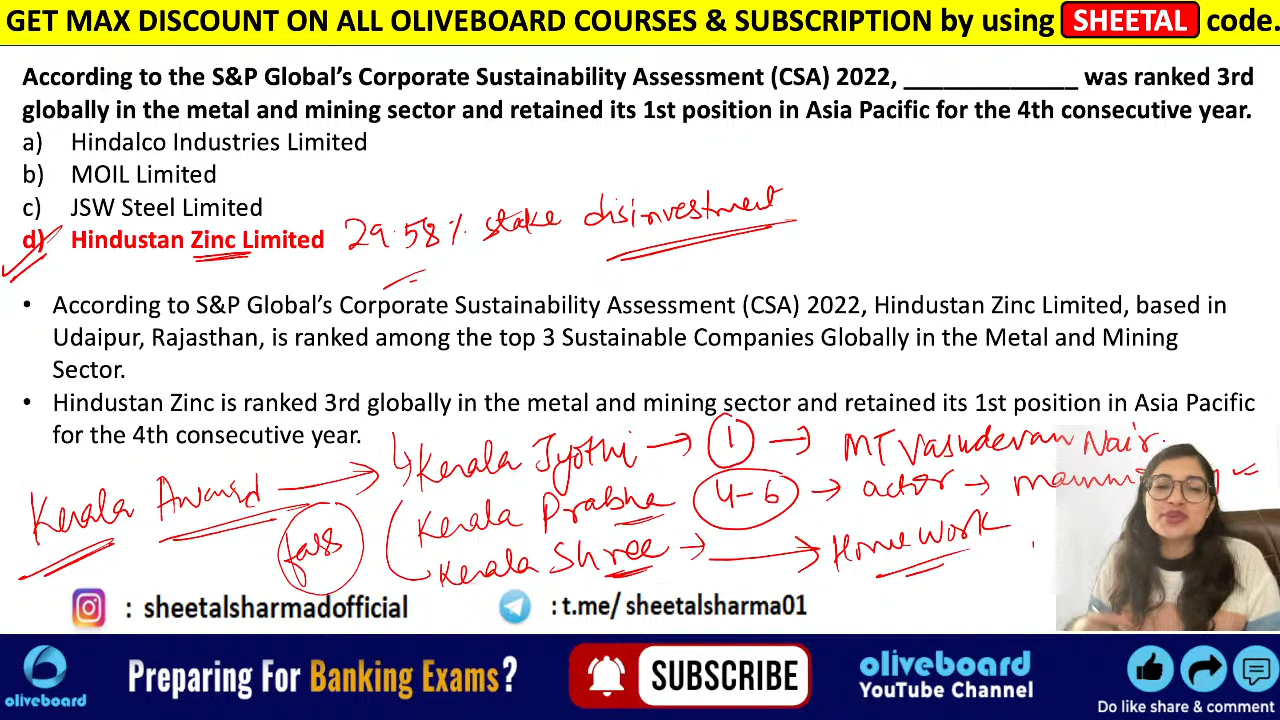 GET MAX DISCOUNT ON ALL OLIVEBOARD COURSES & SUBSCRIPTION by using SHEETAL code.
According to the S&P Global's Corporate Sustainability Assessment (CSA) 2022, _____________ was ranked 3rd
globally in the metal and mining sector and retained its 1st position in Asia Pacific for the 4th consecutive year.
a) Hindalco Industries Limited
b) MOIL Limited
c) JSW Steel Limited
d) Hindustan Zinc Limited 29.58% stake disinvestment
• According to S&P Global's Corporate Sustainability Assessment (CSA) 2022, Hindustan Zinc Limited, based in
Udaipur, Rajasthan, is ranked among the top 3 Sustainable Companies Globally in the Metal and Mining
Sector.
• Hindustan Zinc is ranked 3rd globally in the metal and mining sector and retained its 1st position in Asia Pacific
for the 4th consecutive year.
Kerala Award → Kerala Jyothi → 1 → MT Vasudevan Nair
Kerala Prabha 4-6 → actor →
Kerala Shree → Home work
: sheetalsharmadofficial : t.me/ sheetalsharma01
oliveboard Preparing For Banking Exams? SUBSCRIBE oliveboard
YouTube Channel
Do like share & comment